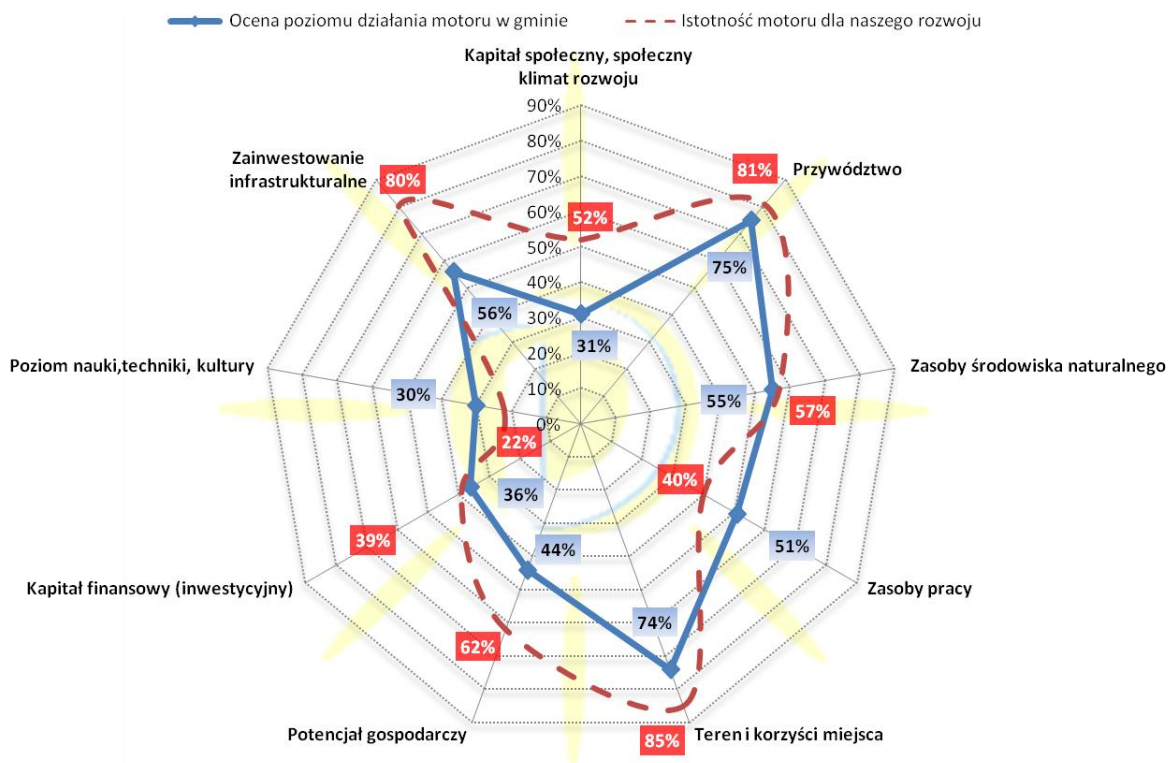 Ocena poziomu działania motoru w gminie
Istotność motoru dla naszego rozwoju
Kapitał społeczny, społeczny
klimat rozwoju
90%
80%
70%
60%
50%
40%
30%
20%
10%
0%
Zainwestowanie
infrastrukturalne
80%
52%
81%
Przywództwo
75%
56%
31%
Poziom nauki,techniki, kultury
30%
55%
Zasoby środowiska naturalnego
57%
22%
40%
36%
39%
44%
51%
Kapitał finansowy (inwestycyjny)
Zasoby pracy
62%
74%
Potencjał gospodarczy
85%
Teren i korzyści miejsca